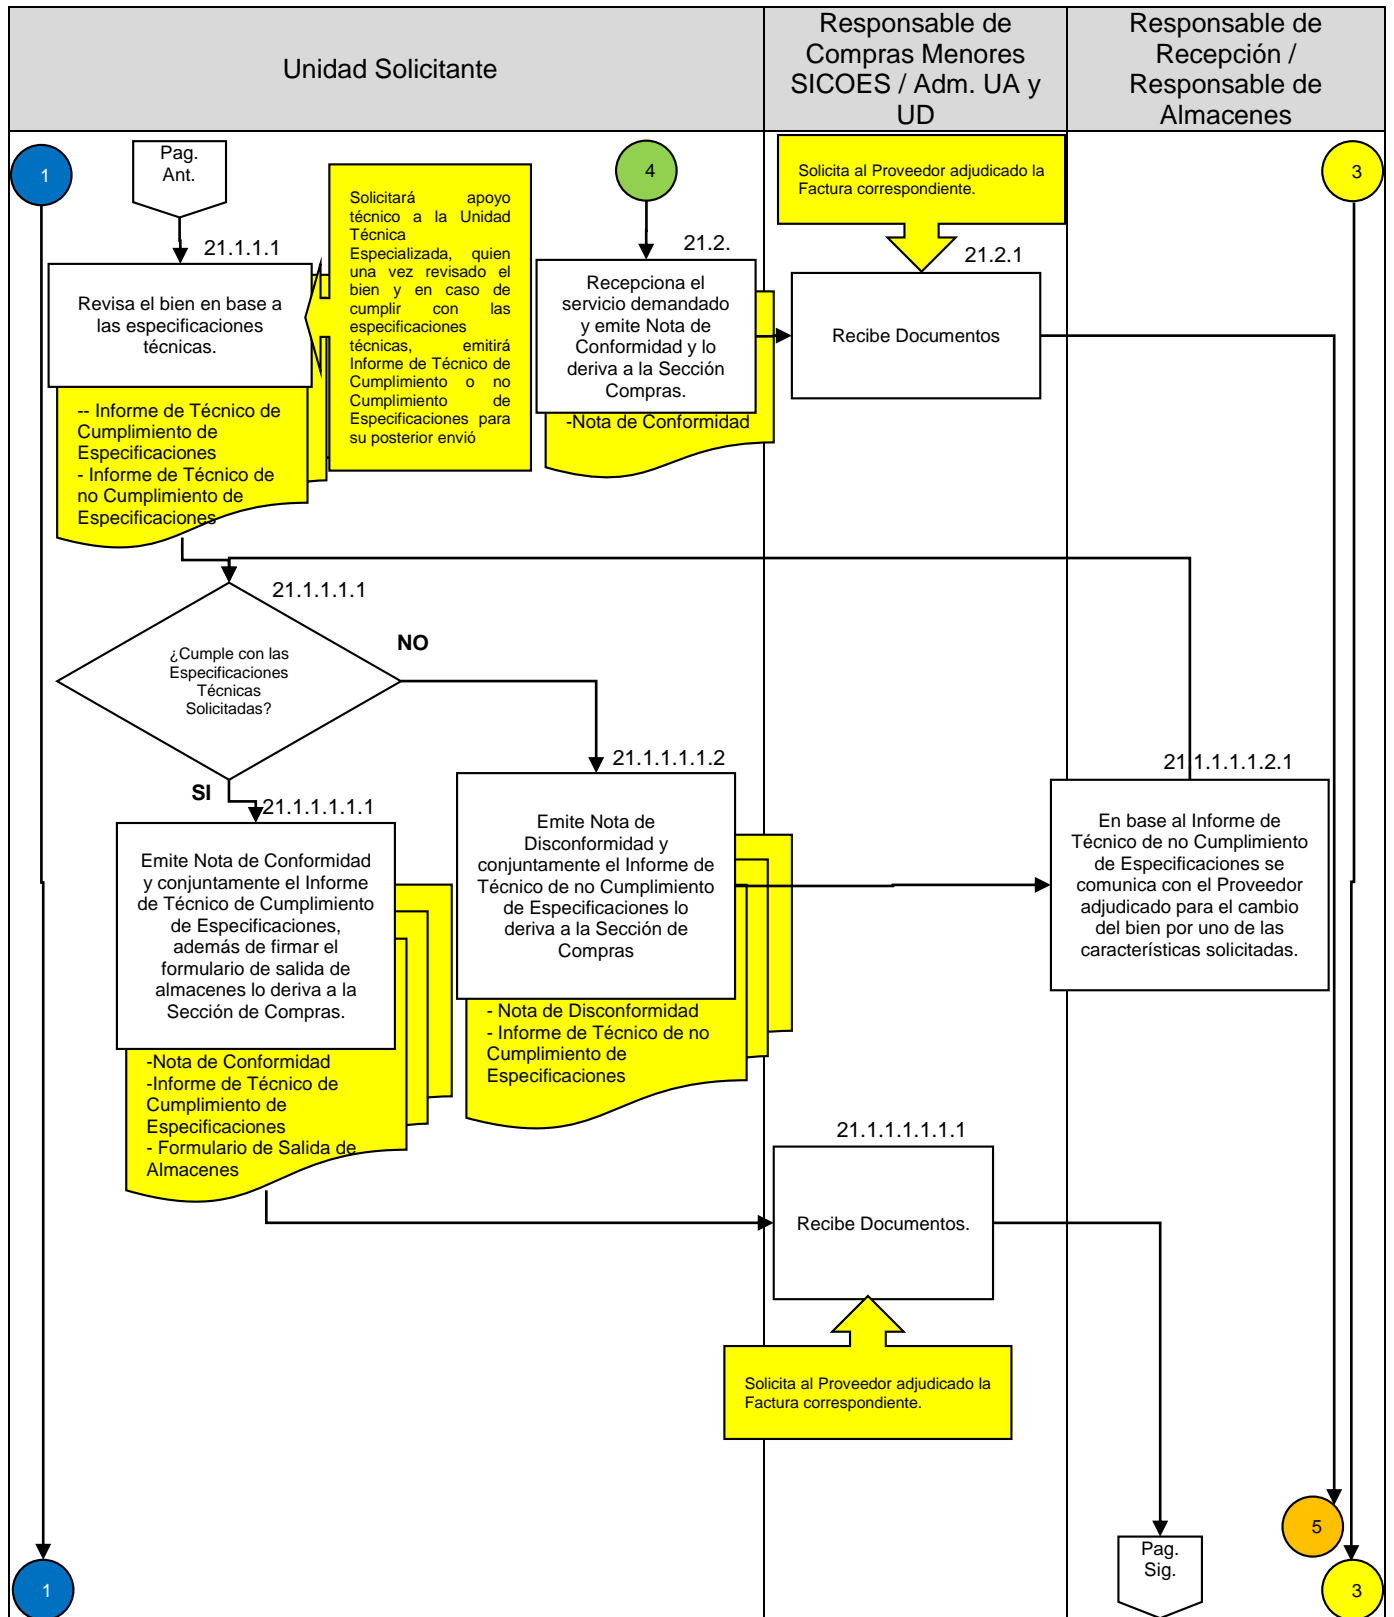 Unidad Solicitante
Responsable de
Compras Menores
SICOES / Adm. UA y
UD
Responsable de
Recepción /
Responsable de
Almacenes
1
Pag.
Ant.
4
Solicita al Proveedor adjudicado la
Factura correspondiente.
3
21.1.1.1
Revisa el bien en base a
las especificaciones
técnicas.
-- Informe de Técnico de
Cumplimiento de
Especificaciones
- Informe de Técnico de
no Cumplimiento de
Especificaciones
Solicitará apoyo
técnico a la Unidad
Técnica
Especializada, quien
una vez revisado el
bien y en caso de
cumplir con las
especificaciones
técnicas, emitirá
Informe de Técnico de
Cumplimiento o no
Cumplimiento de
Especificaciones para
su posterior envió
21.2.
Recepciona el
servicio demandado
y emite Nota de
Conformidad y lo
deriva a la Sección
Compras.
-Nota de Conformidad
21.2.1
Recibe Documentos
21.1.1.1.1
¿Cumple con las
Especificaciones
Técnicas
Solicitadas?
NO
SI
21.1.1.1.1.1
Emite Nota de Conformidad
y conjuntamente el Informe
de Técnico de Cumplimiento
de Especificaciones,
además de firmar el
formulario de salida de
almacenes lo deriva a la
Sección de Compras.
-Nota de Conformidad
-Informe de Técnico de
Cumplimiento de
Especificaciones
- Formulario de Salida de
Almacenes
21.1.1.1.1.2
Emite Nota de
Disconformidad y
conjuntamente el Informe de
Técnico de no Cumplimiento
de Especificaciones lo
deriva a la Sección de
Compras
- Nota de Disconformidad
- Informe de Técnico de no
Cumplimiento de
Especificaciones
21.1.1.1.1.2.1
En base al Informe de
Técnico de no Cumplimiento
de Especificaciones se
comunica con el Proveedor
adjudicado para el cambio
del bien por uno de las
características solicitadas.
21.1.1.1.1.1.1
Recibe Documentos.
Solicita al Proveedor adjudicado la
Factura correspondiente.
5
1
Pag.
Sig.
3